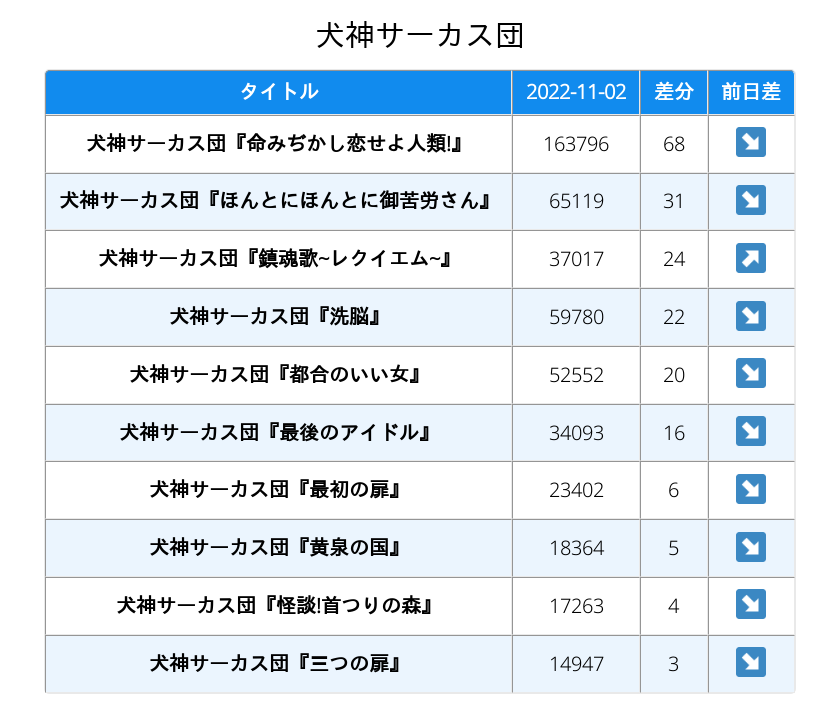 犬神サーカス団
タイトル 2022-11-02 差分 前日差
犬神サーカス団『命みぢかし恋せよ人類!』 163796 68 ↘
犬神サーカス団『ほんとにほんとに御苦労さん』 65119 31 ↘
犬神サーカス団『鎮魂歌~レクイエム~』 37017 24 ↗
犬神サーカス団『洗脳』 59780 22 ↘
犬神サーカス団『都合のいい女』 52552 20 ↘
犬神サーカス団『最後のアイドル』 34093 16 ↘
犬神サーカス団『最初の扉』 23402 6 ↘
犬神サーカス団『黄泉の国』 18364 5 ↘
犬神サーカス団『怪談!首つりの森』 17263 4 ↘
犬神サーカス団『三つの扉』 14947 3 ↘